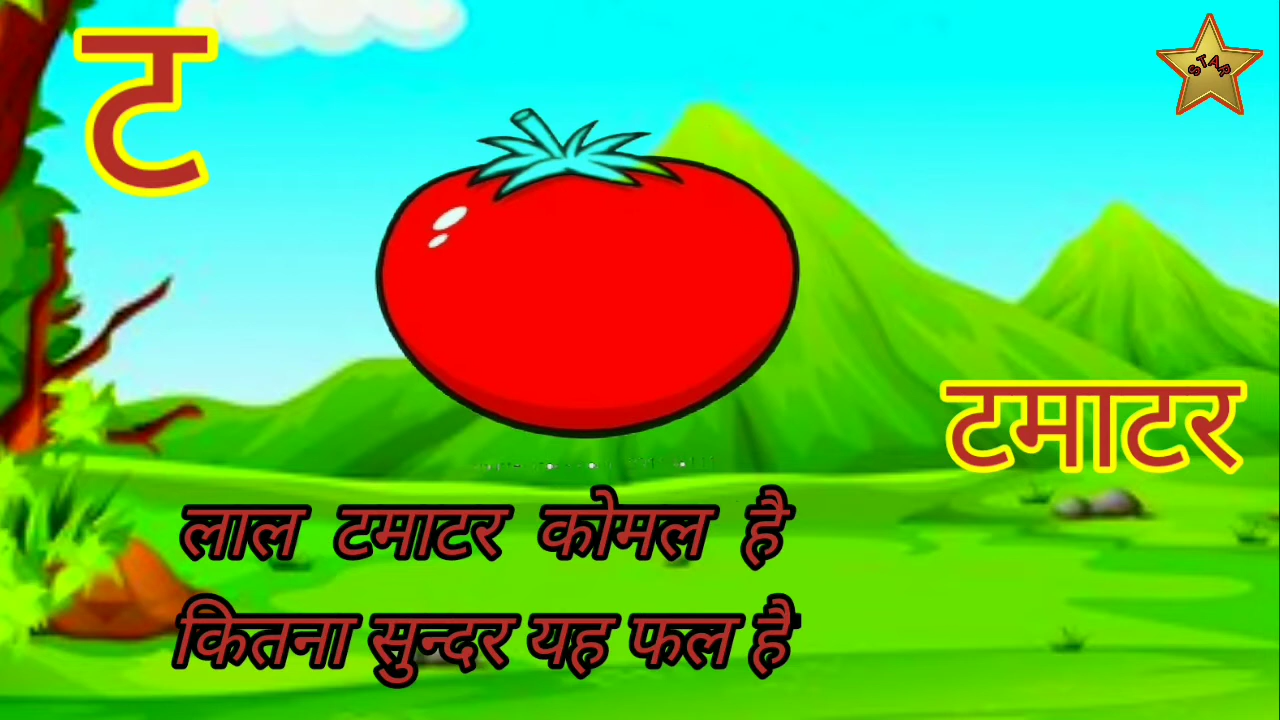 ट
STAR
टमाटर
लाल टमाटर कोमल है
कितना सुन्दर यह फल है